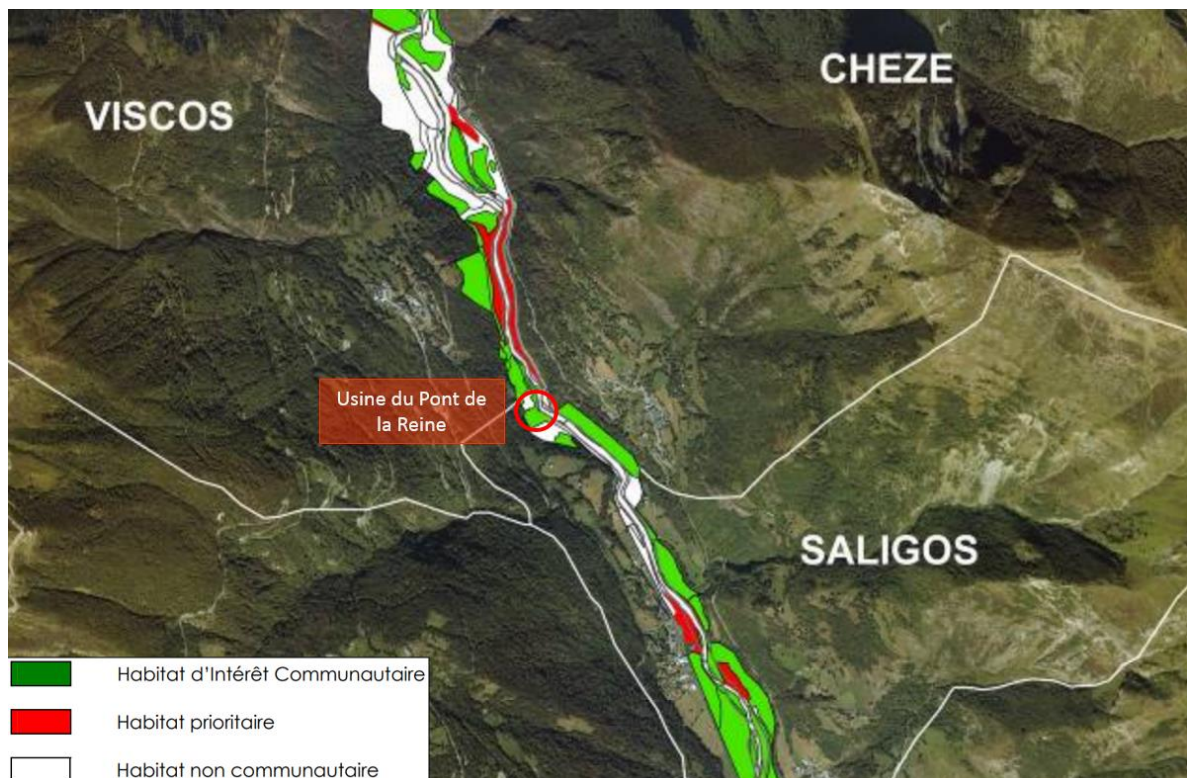 CHEZE
VISCOS
Usine du Pont de
la Reine
SALIGOS
Habitat d'Intérêt Communautaire
Habitat prioritaire
Habitat non communautaire